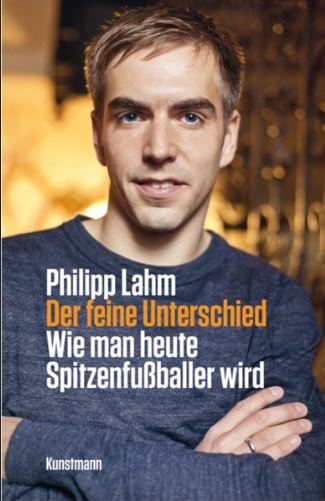 Philipp Lahm
Der feine Unterschied
Wie man heute
Spitzenfußballer wird
Kunstmann